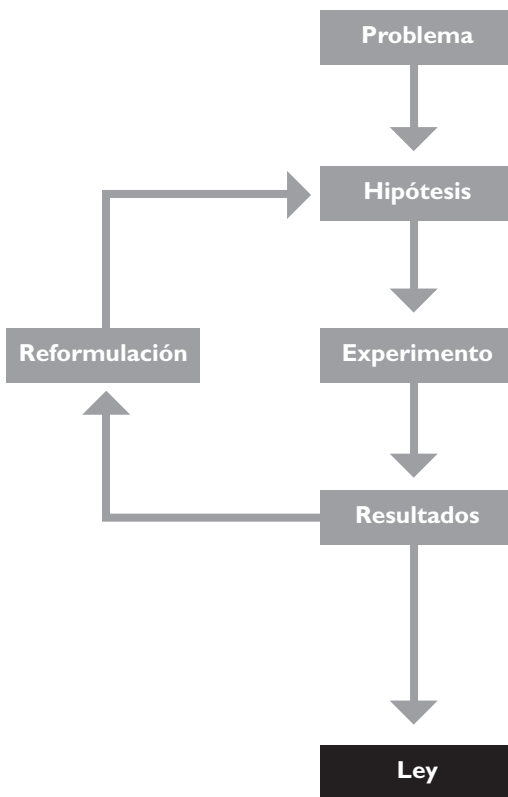 Problema
Hipótesis
Reformulación
Experimento
Resultados
Ley